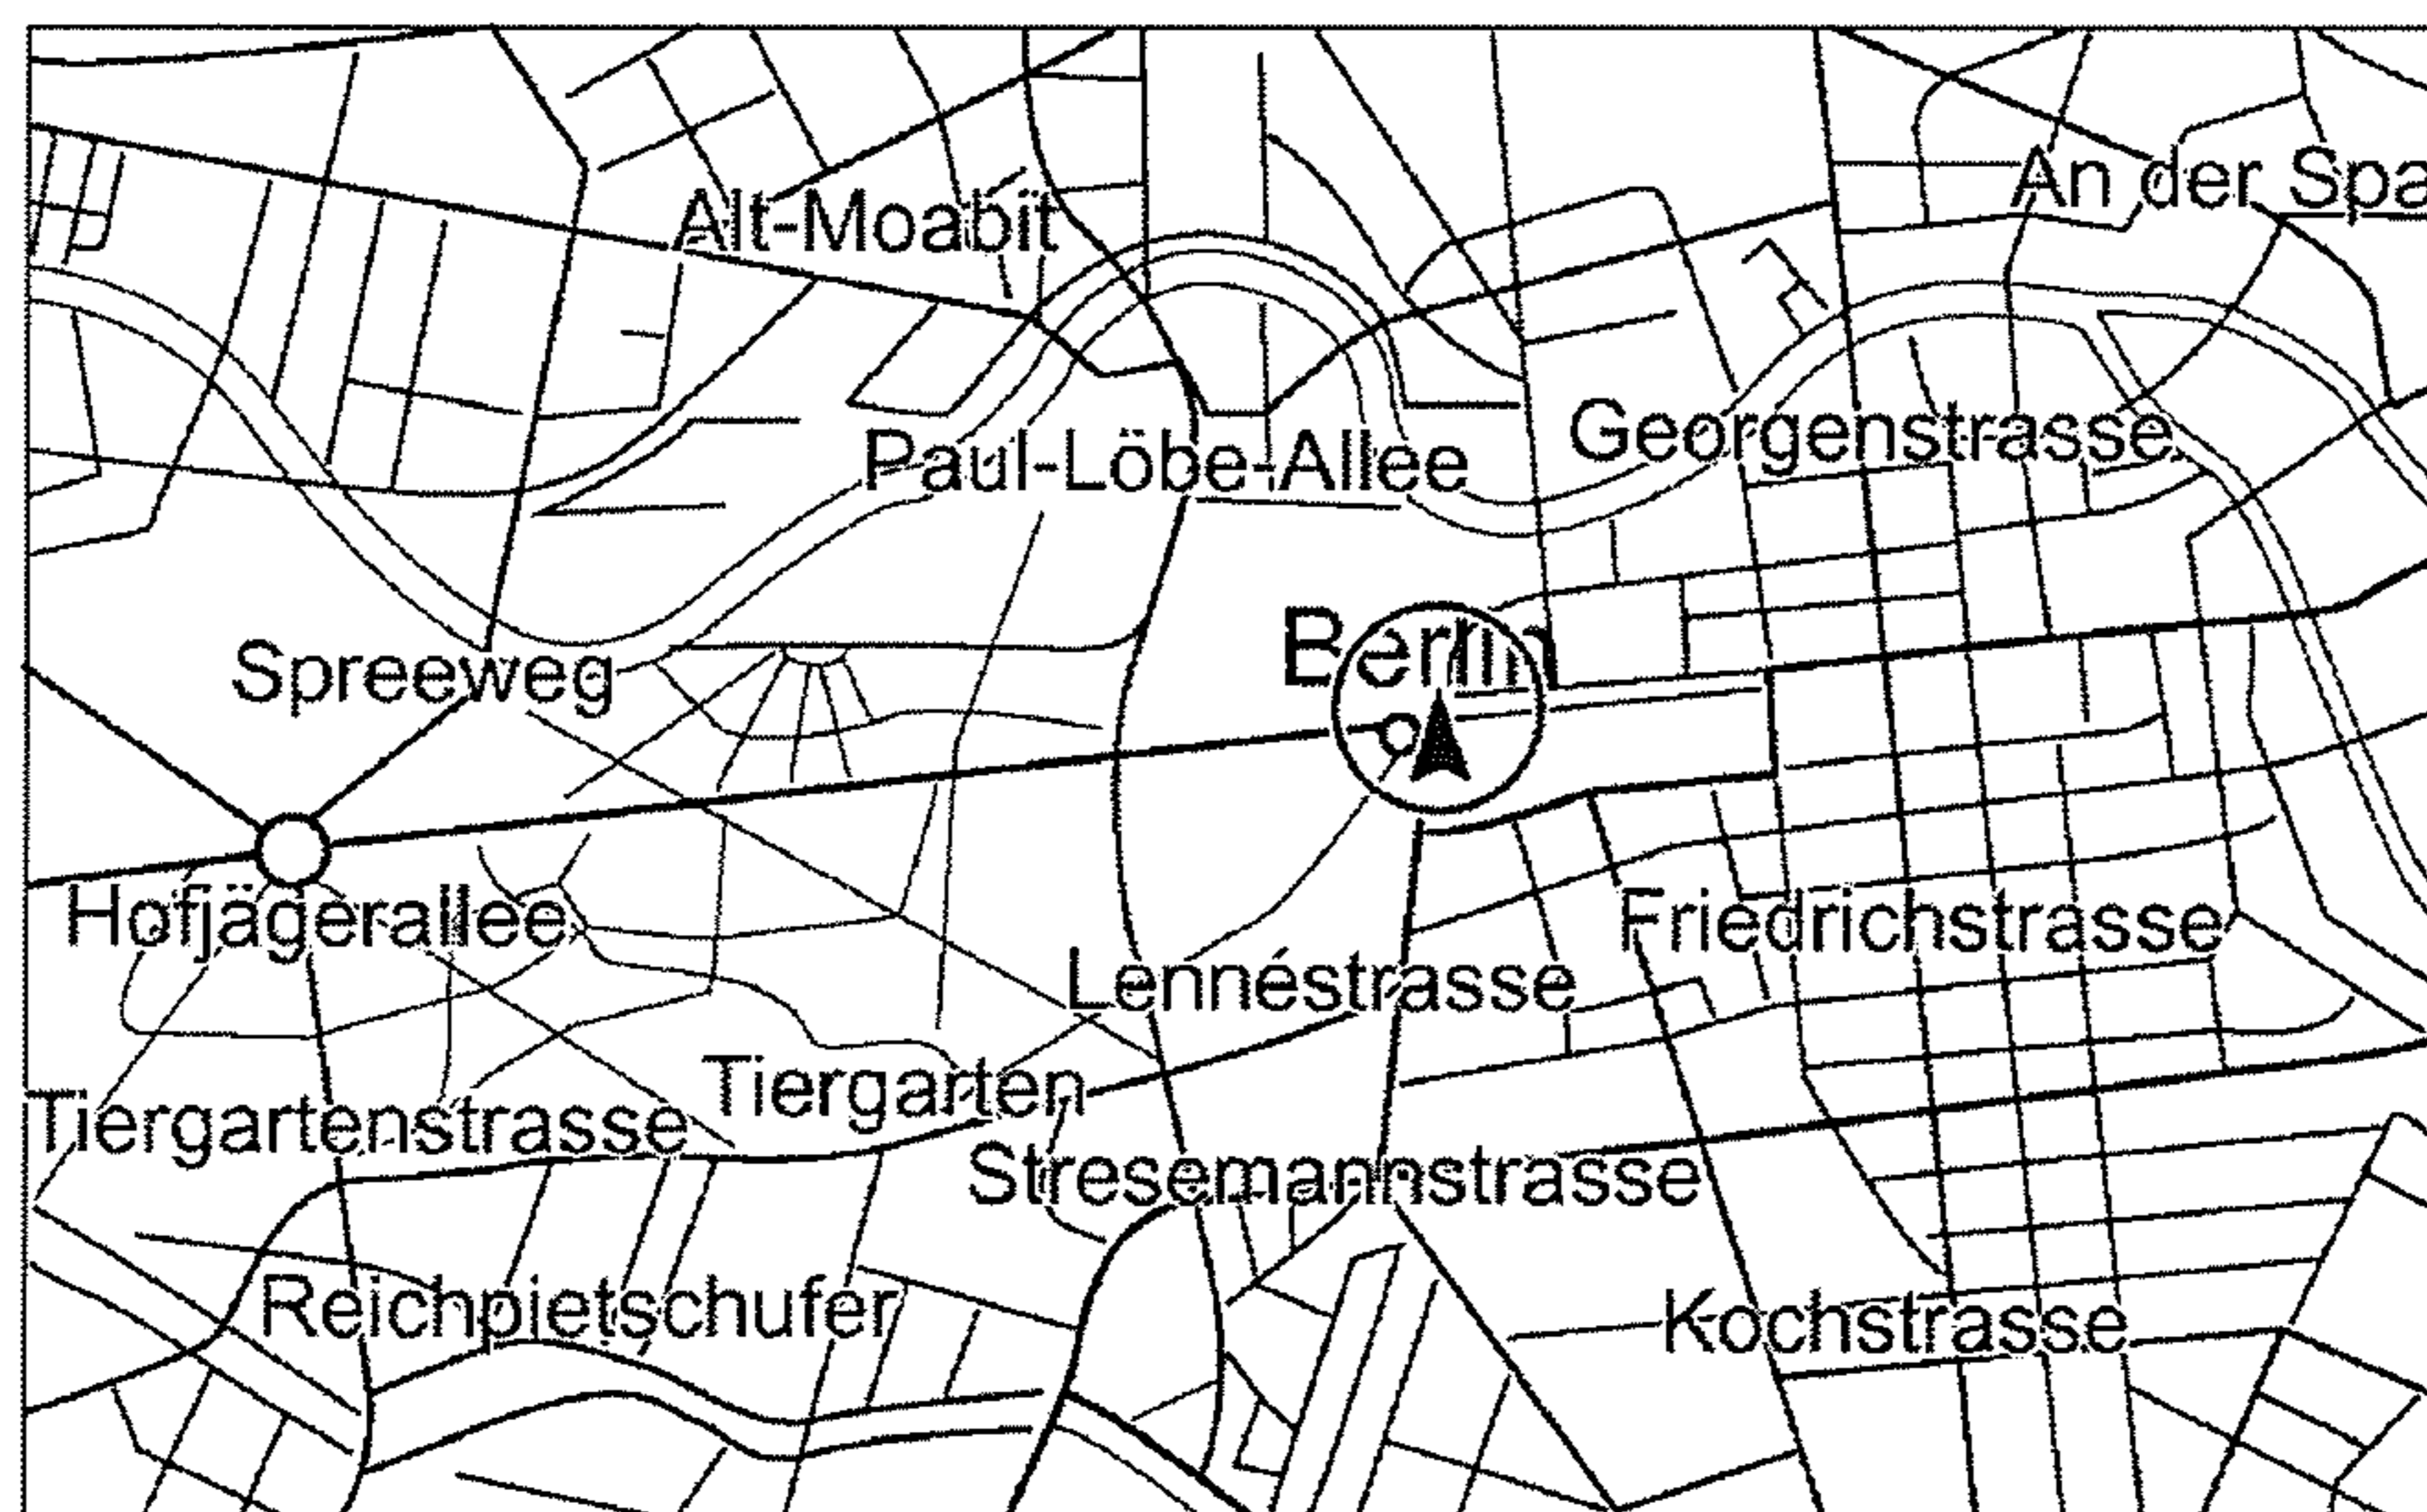 An der Spa
Alt-Moabit
Georgenstrasse
Paul-Löbe-Allee
Berlin
Spreeweg
Hofjägerallee
Friedrichstrasse
Lennéstrasse
Tiergarten
Tiergartenstrasse
Stresemannstrasse
Reichpietschufer
Kochstrasse